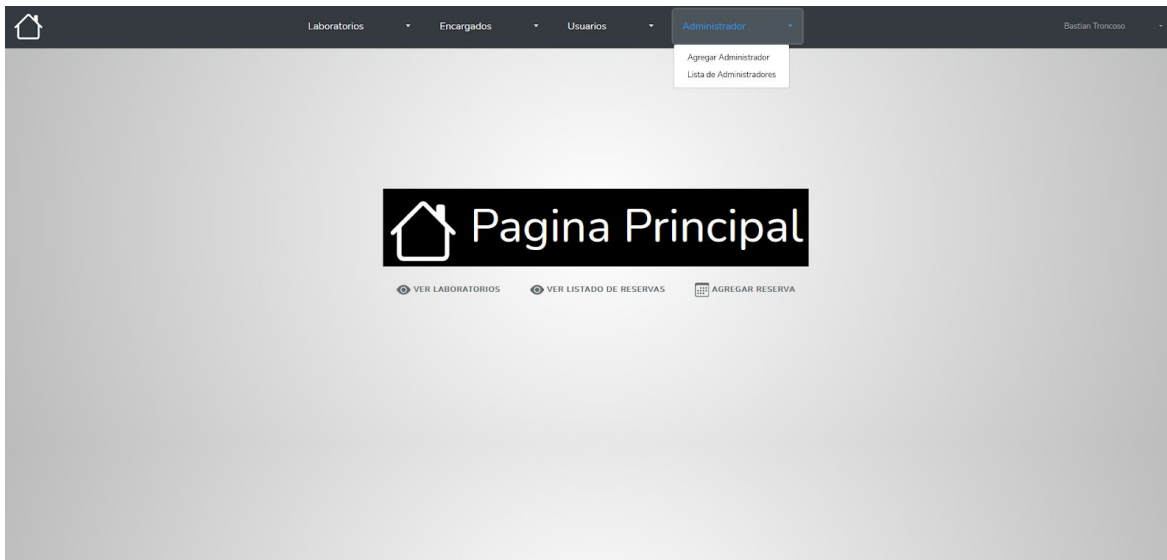 Laboratorios Encargados Usuarios Administrador Bastian Troncoso
Agregar Administrador
Lista de Administradores
Pagina Principal
VER LABORATORIOS VER LISTADO DE RESERVAS AGREGAR RESERVA